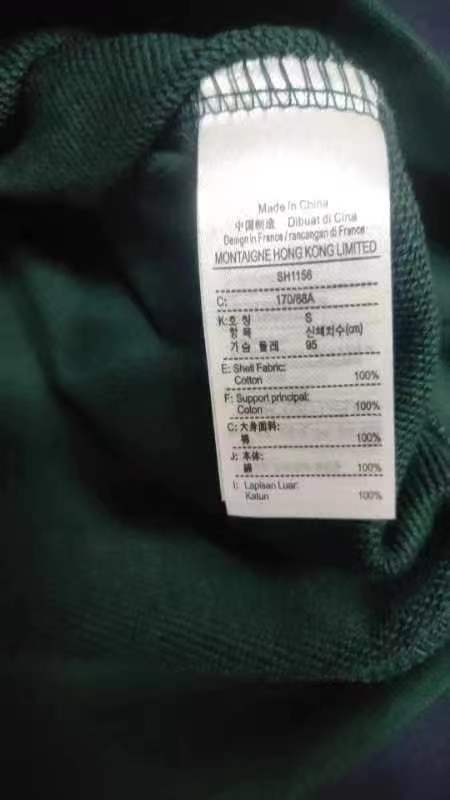 Made in China
中国制造 Dibuat di Cina
Design in France / rancangan di France
MONTAIGNE HONG KONG LIMITED
SH1156
C: 170/88A
K: 호 칭 S
항 목 신체치수(cm)
가슴 둘레 95
E: Shell Fabric:
Cotton 100%
F: Support principal:
Coton 100%
C: 大身面料:
棉 100%
J: 本体:
綿 100%
I: Lapisan Luar:
Katun 100%